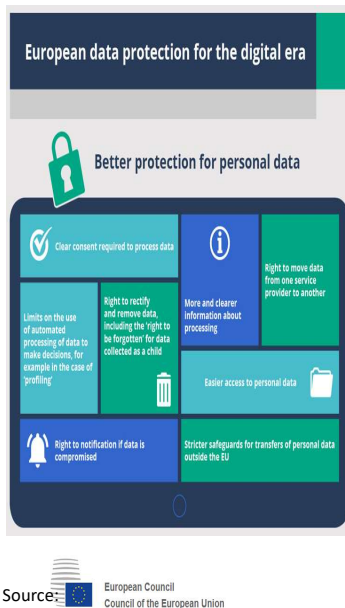 European data protection for the digital era
Better protection for personal data
Clear consent required to process data
Limits on the use
of automated
processing of data to
make decisions, for
example in the case of
'profiling'
Right to rectify
and remove data,
including the 'right to
be forgotten' for data
collected as a child
i
More and clearer
information about
processing
Right to move data
from one service
provider to another
Easier access to personal data
Right to notification if data is
compromised
Stricter safeguards for transfers of personal data
outside the EU
Source:
European Council
Council of the European Union